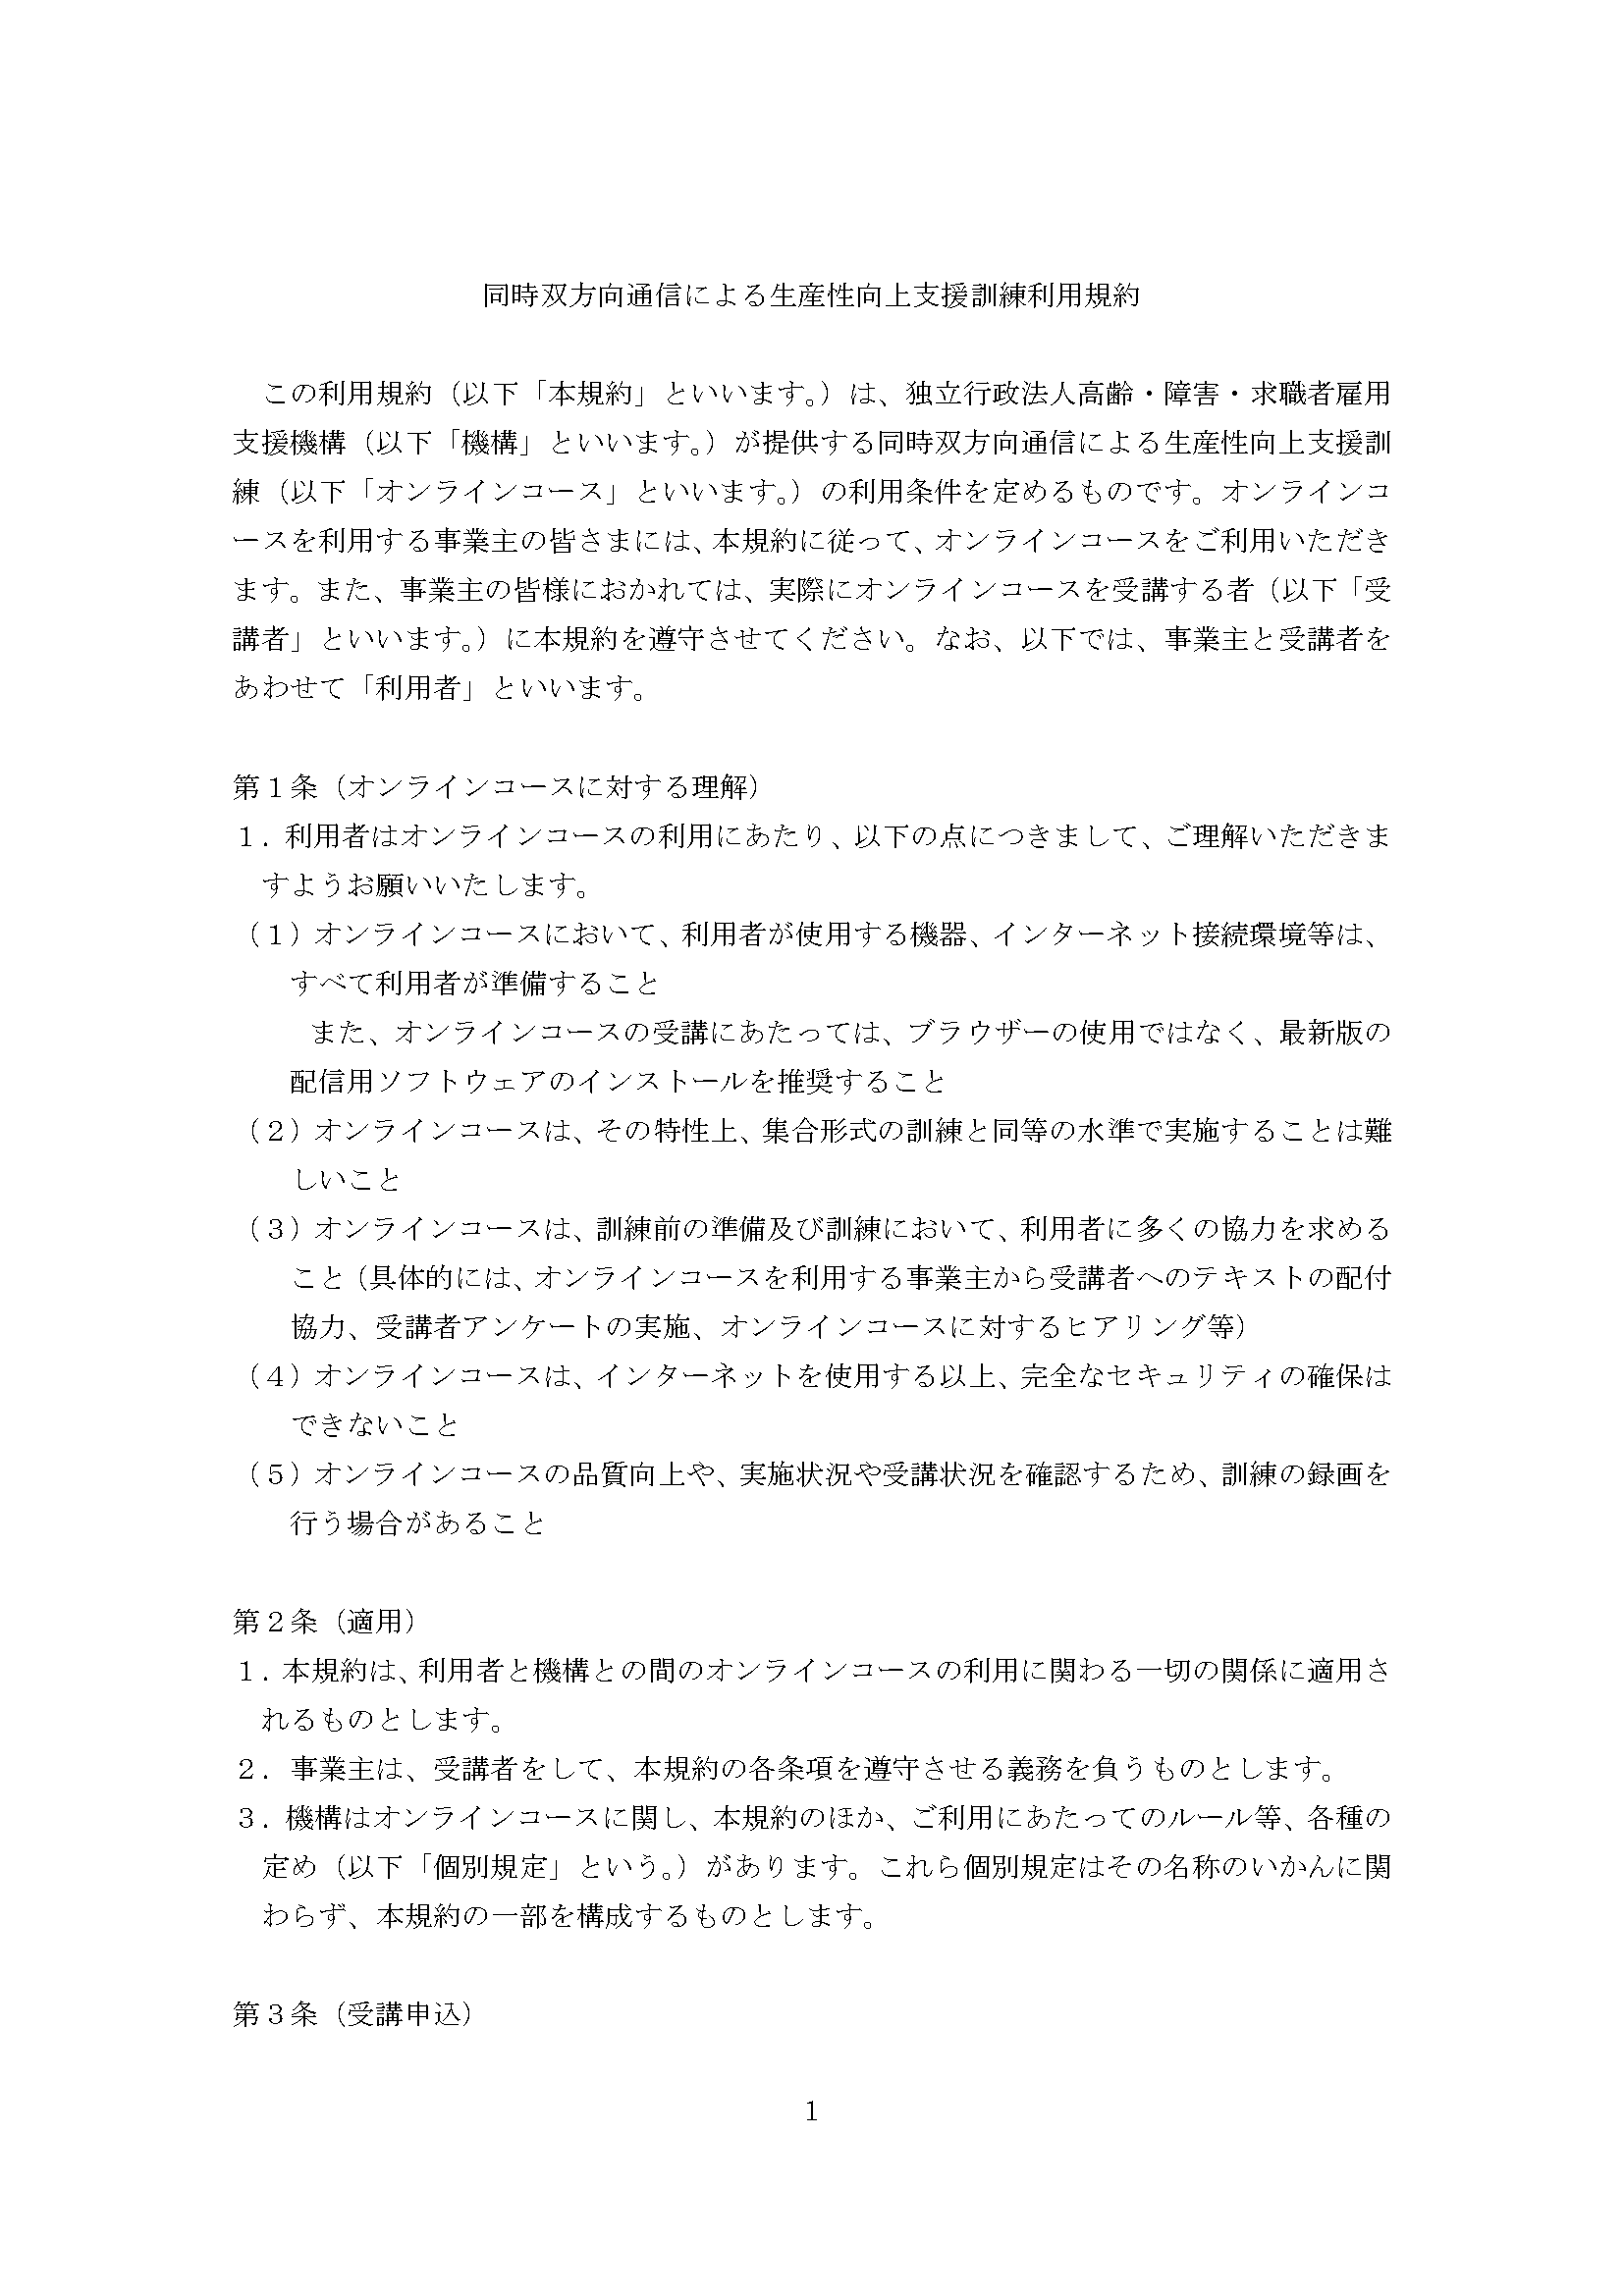 同時双方向通信による生産性向上支援訓練利用規約
この利用規約（以下「本規約」といいます。）は、独立行政法人高齢・障害・求職者雇用
支援機構（以下「機構」といいます。）が提供する同時双方向通信による生産性向上支援訓
練（以下「オンラインコース」といいます。）の利用条件を定めるものです。オンラインコ
ースを利用する事業主の皆さまには、本規約に従って、オンラインコースをご利用いただき
ます。また、事業主の皆様におかれては、実際にオンラインコースを受講する者（以下「受
講者」といいます。）に本規約を遵守させてください。なお、以下では、事業主と受講者を
あわせて「利用者」といいます。
第１条（オンラインコースに対する理解）
１．利用者はオンラインコースの利用にあたり、以下の点につきまして、ご理解いただきま
すようお願いいたします。
（１）オンラインコースにおいて、利用者が使用する機器、インターネット接続環境等は、
すべて利用者が準備すること
また、オンラインコースの受講にあたっては、ブラウザーの使用ではなく、最新版の
配信用ソフトウェアのインストールを推奨すること
（２）オンラインコースは、その特性上、集合形式の訓練と同等の水準で実施することは難
しいこと
（３）オンラインコースは、訓練前の準備及び訓練において、利用者に多くの協力を求める
こと（具体的には、オンラインコースを利用する事業主から受講者へのテキストの配付
協力、受講者アンケートの実施、オンラインコースに対するヒアリング等）
（４）オンラインコースは、インターネットを使用する以上、完全なセキュリティの確保は
できないこと
（５）オンラインコースの品質向上や、実施状況や受講状況を確認するため、訓練の録画を
行う場合があること
第２条（適用）
１．本規約は、利用者と機構との間のオンラインコースの利用に関わる一切の関係に適用さ
れるものとします。
２．事業主は、受講者をして、本規約の各条項を遵守させる義務を負うものとします。
３．機構はオンラインコースに関し、本規約のほか、ご利用にあたってのルール等、各種の
定め（以下「個別規定」という。）があります。これら個別規定はその名称のいかんに関
わらず、本規約の一部を構成するものとします。
第３条（受講申込）
1